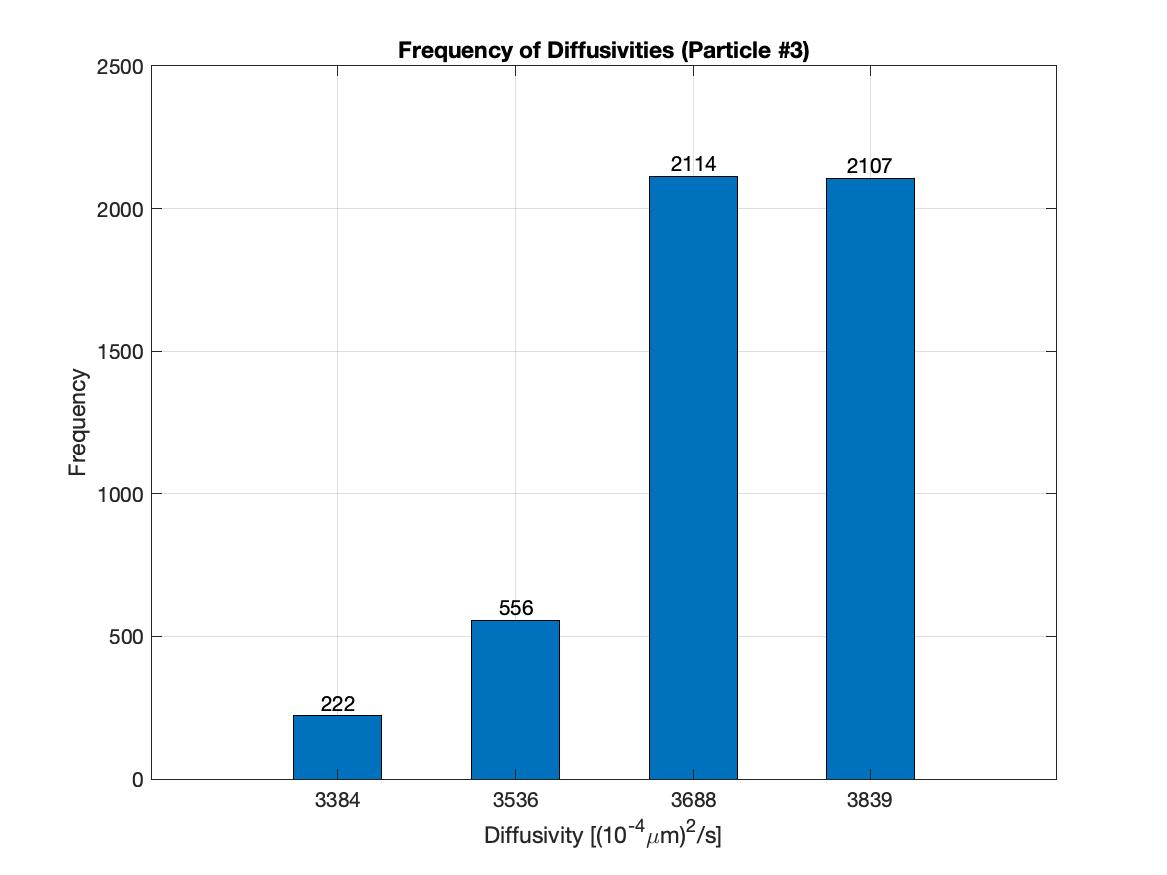 Frequency of Diffusivities (Particle #3)
2500
2000
1500
1000
500
0
Frequency
222
556
2114
2107
3384 3536 3688 3839
Diffusivity [(10⁻⁴μm)²/s]